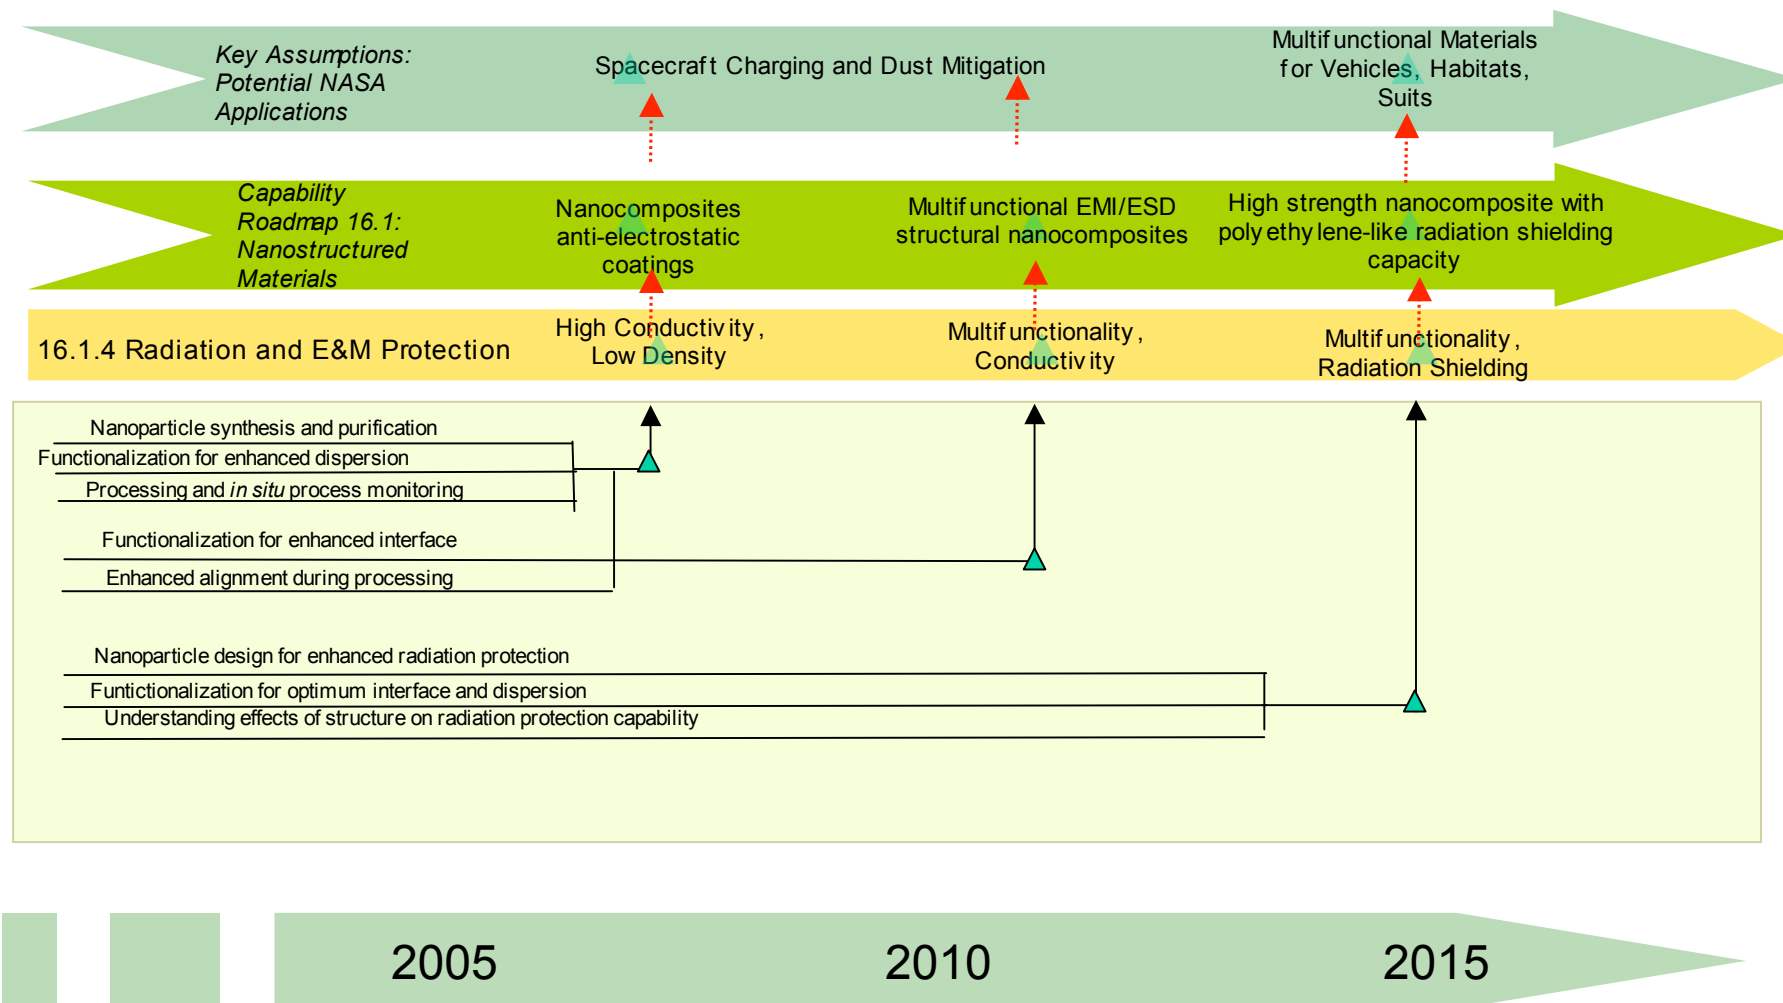 Key Assumptions:
Potential NASA
Applications
Spacecraft Charging and Dust Mitigation
Multifunctional Materials
for Vehicles, Habitats,
Suits
Capability
Roadmap 16.1:
Nanostructured
Materials
Nanocomposites
anti-electrostatic
coatings
Multifunctional EMI/ESD
structural nanocomposites
High strength nanocomposite with
polyethylene-like radiation shielding
capacity
16.1.4 Radiation and E&M Protection
High Conductivity,
Low Density
Multifunctionality,
Conductivity
Multifunctionality,
Radiation Shielding
Nanoparticle synthesis and purification
Functionalization for enhanced dispersion
Processing and in situ process monitoring
Functionalization for enhanced interface
Enhanced alignment during processing
Nanoparticle design for enhanced radiation protection
Funtictionalization for optimum interface and dispersion
Understanding effects of structure on radiation protection capability
2005
2010
2015